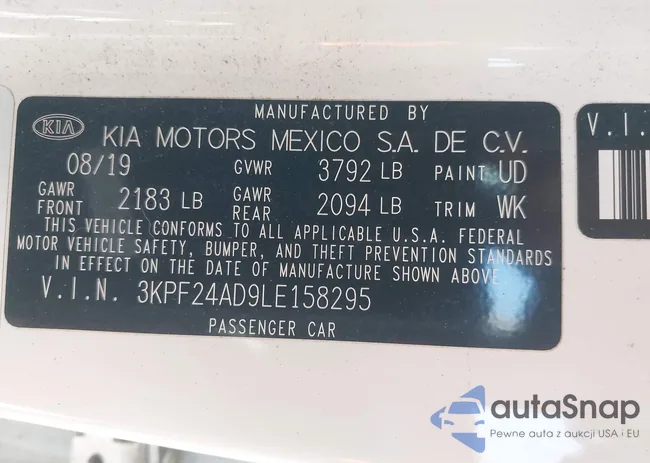 MANUFACTURED BY
KIA KIA MOTORS MEXICO S.A. DE C.V.
08/19 GVWR 3792 LB PAINT UD
GAWR FRONT 2183 LB GAWR REAR 2094 LB TRIM WK
THIS VEHICLE CONFORMS TO ALL APPLICABLE U.S.A. FEDERAL
MOTOR VEHICLE SAFETY, BUMPER, AND THEFT PREVENTION STANDARDS
IN EFFECT ON THE DATE OF MANUFACTURE SHOWN ABOVE
V.I.N. 3KPF24AD9LE158295
PASSENGER CAR
V.I.
autaSnap
Pewne auta z aukcji USA i EU